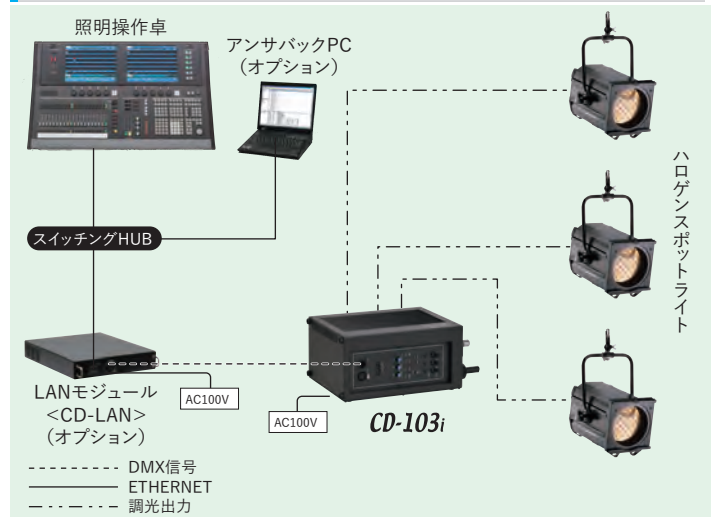 照明操作卓
アンサバックPC
（オプション）
スイッチングHUB
ハロゲンスポットライト
LANモジュール
<CD-LAN>
（オプション）
AC100V
AC100V
CD-103i
DMX信号
ETHERNET
調光出力